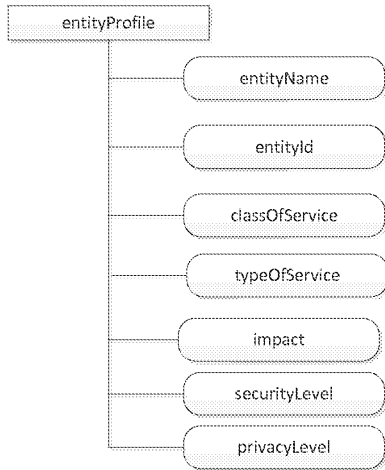 entityProfile
entityName
entityId
classOfService
typeOfService
impact
securityLevel
privacyLevel